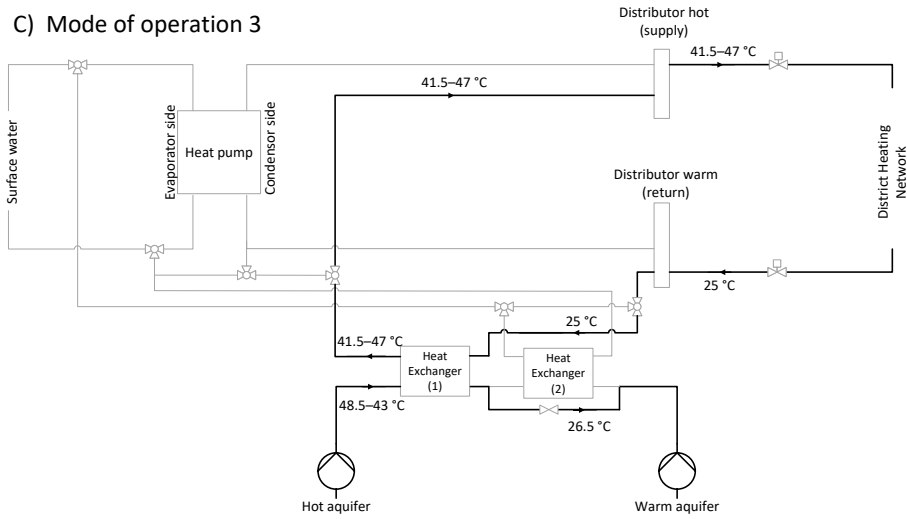 C) Mode of operation 3
Distributor hot
(supply)
41.5–47 °C
41.5–47 °C
Surface water
Evaporator side
Heat pump
Condensor side
District Heating
Network
Distributor warm
(return)
25 °C
25 °C
41.5–47 °C
Heat
Exchanger
(1)
Heat
Exchanger
(2)
48.5–43 °C
26.5 °C
Hot aquifer
Warm aquifer